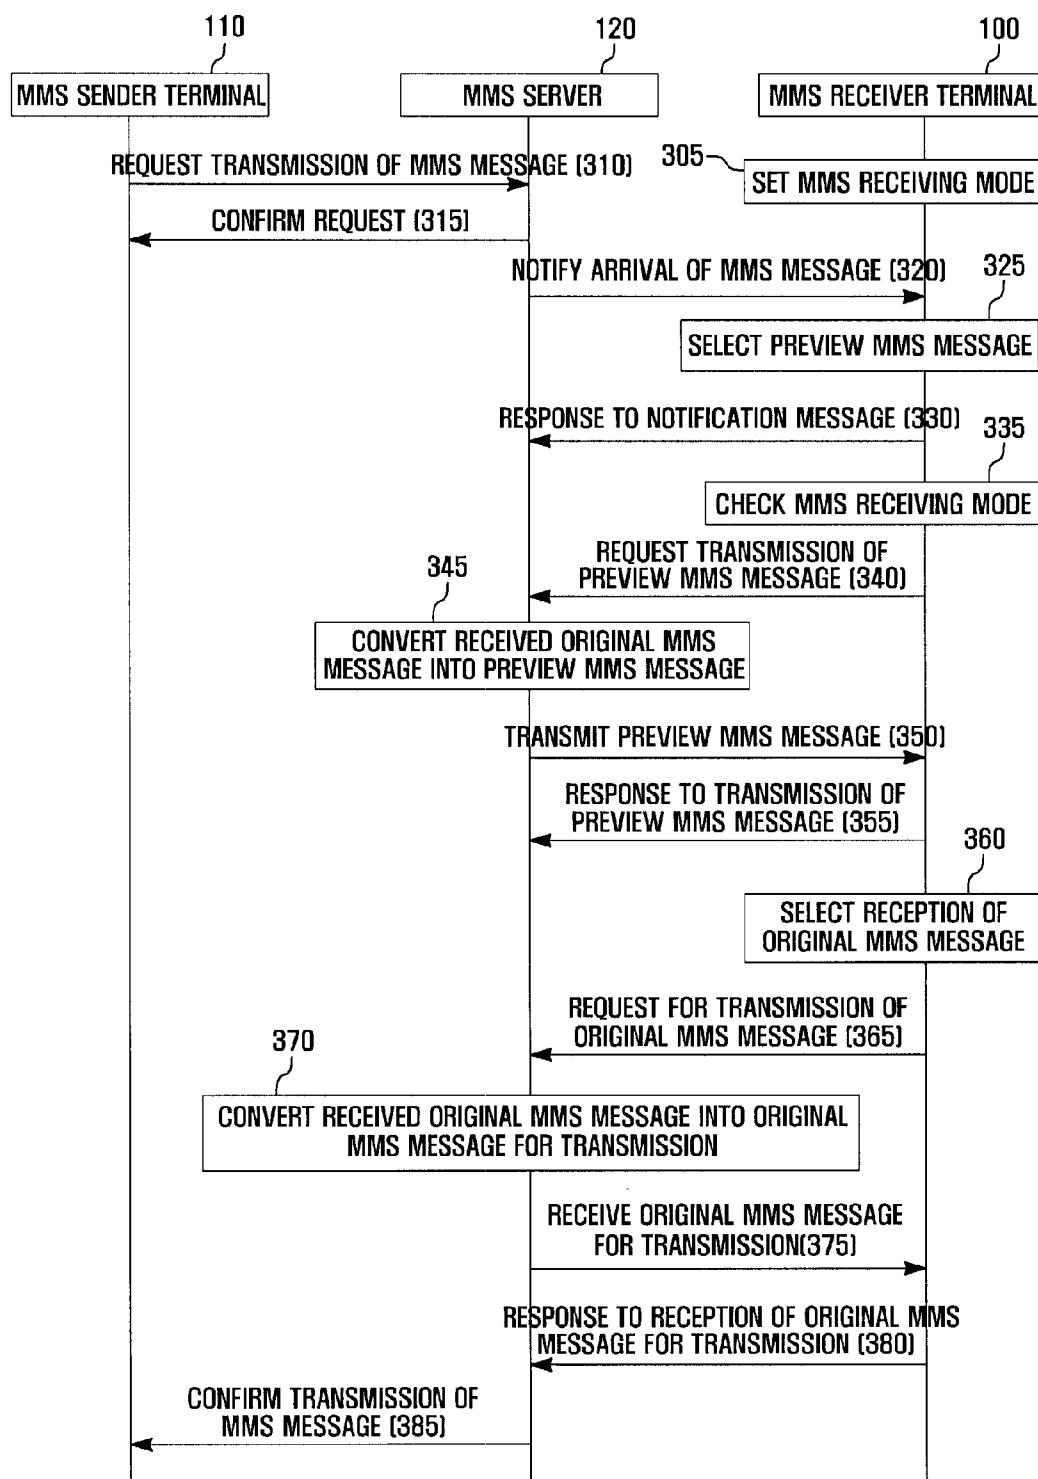 110
120
100
MMS SENDER TERMINAL
MMS SERVER
MMS RECEIVER TERMINAL
REQUEST TRANSMISSION OF MMS MESSAGE (310)
305
SET MMS RECEIVING MODE
CONFIRM REQUEST (315)
NOTIFY ARRIVAL OF MMS MESSAGE (320)
325
SELECT PREVIEW MMS MESSAGE
RESPONSE TO NOTIFICATION MESSAGE (330)
335
CHECK MMS RECEIVING MODE
REQUEST TRANSMISSION OF
PREVIEW MMS MESSAGE (340)
345
CONVERT RECEIVED ORIGINAL MMS
MESSAGE INTO PREVIEW MMS MESSAGE
TRANSMIT PREVIEW MMS MESSAGE (350)
RESPONSE TO TRANSMISSION OF
PREVIEW MMS MESSAGE (355)
360
SELECT RECEPTION OF
ORIGINAL MMS MESSAGE
REQUEST FOR TRANSMISSION OF
ORIGINAL MMS MESSAGE (365)
370
CONVERT RECEIVED ORIGINAL MMS MESSAGE INTO ORIGINAL
MMS MESSAGE FOR TRANSMISSION
RECEIVE ORIGINAL MMS MESSAGE
FOR TRANSMISSION(375)
RESPONSE TO RECEPTION OF ORIGINAL MMS
MESSAGE FOR TRANSMISSION (380)
CONFIRM TRANSMISSION OF
MMS MESSAGE (385)